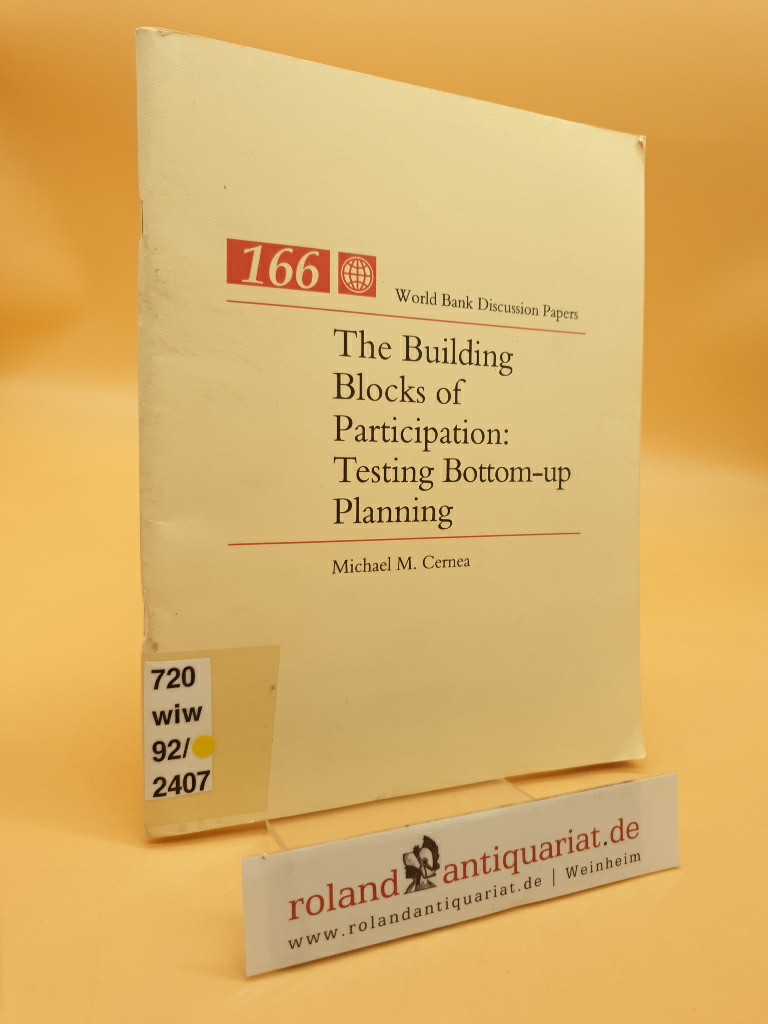 166
World Bank Discussion Papers
The Building
Blocks of
Participation:
Testing Bottom-up
Planning
Michael M. Cernea
720
wiw
92/
2407
roland antiquariat.de
www.rolandantiquariat.de | Weinheim